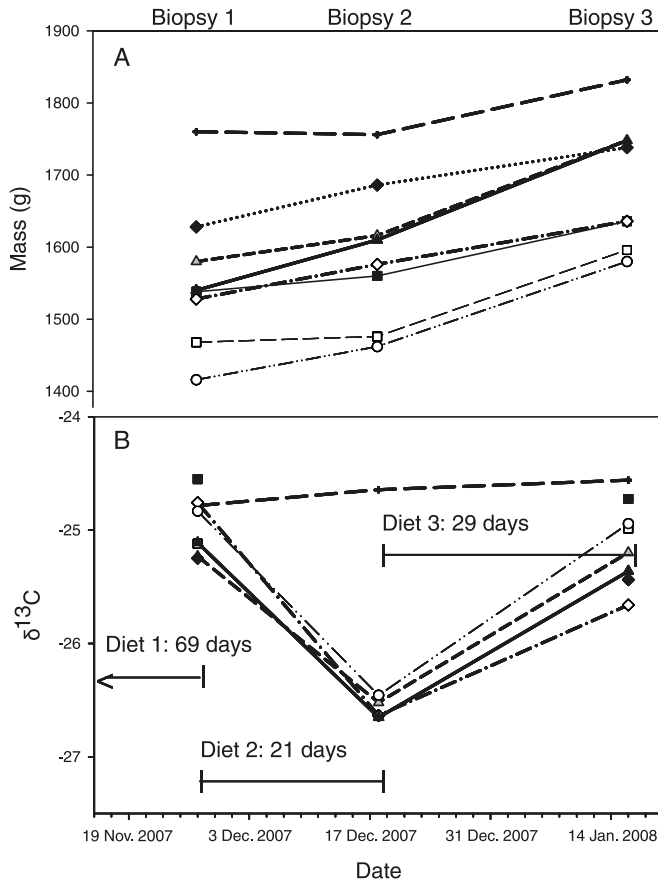 Biopsy 1 Biopsy 2 Biopsy 3
1900
A
1800
1700
1600
1500
1400
Mass (g)
-24
B
-25
Diet 3: 29 days
-26
Diet 1: 69 days
-27
Diet 2: 21 days
δ13C
19 Nov. 2007 3 Dec. 2007 17 Dec. 2007 31 Dec. 2007 14 Jan. 2008
Date